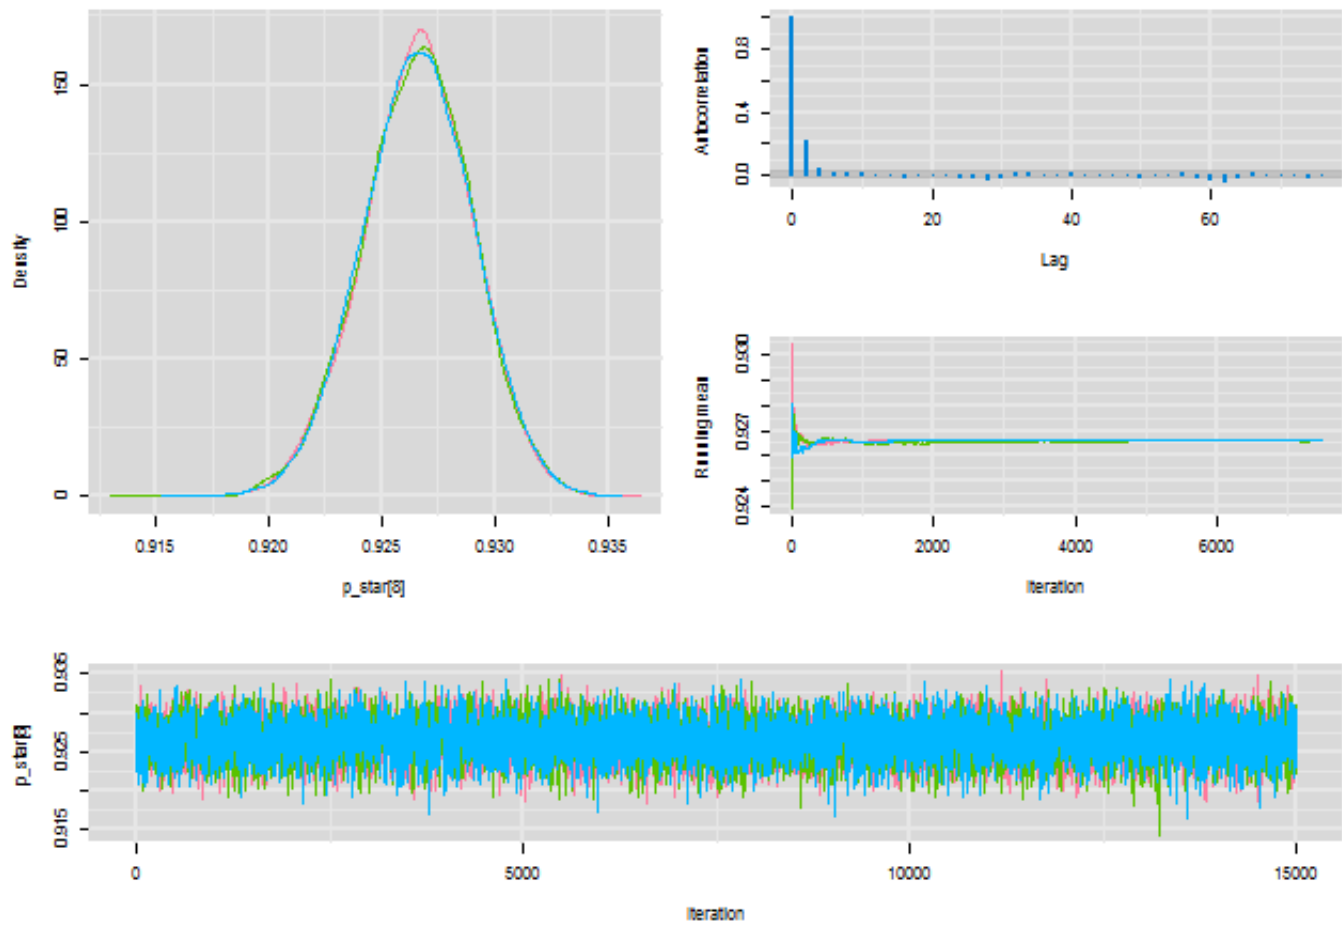 Density
150
100
50
0
0.915 0.920 0.925 0.930 0.935
p_star[8]
Autocorrelation
0.8
0.4
0.0
0 20 40 60
Lag
Running mean
0.930
0.927
0.924
0 2000 4000 6000
Iteration
p_star[8]
0.935
0.925
0.915
0 5000 10000 15000
Iteration